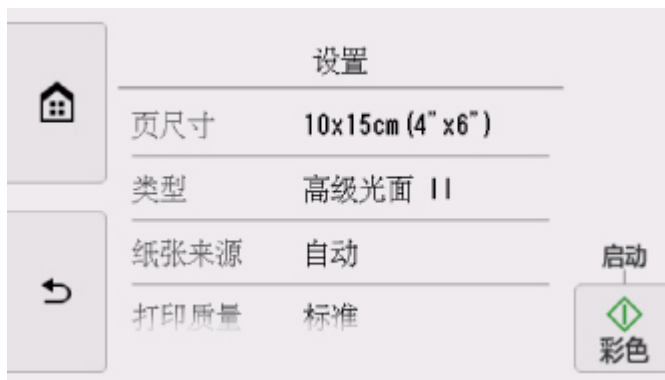 设置
页尺寸 10x15cm(4"x6")
类型 高级光面 II
纸张来源 自动
打印质量 标准
启动
彩色